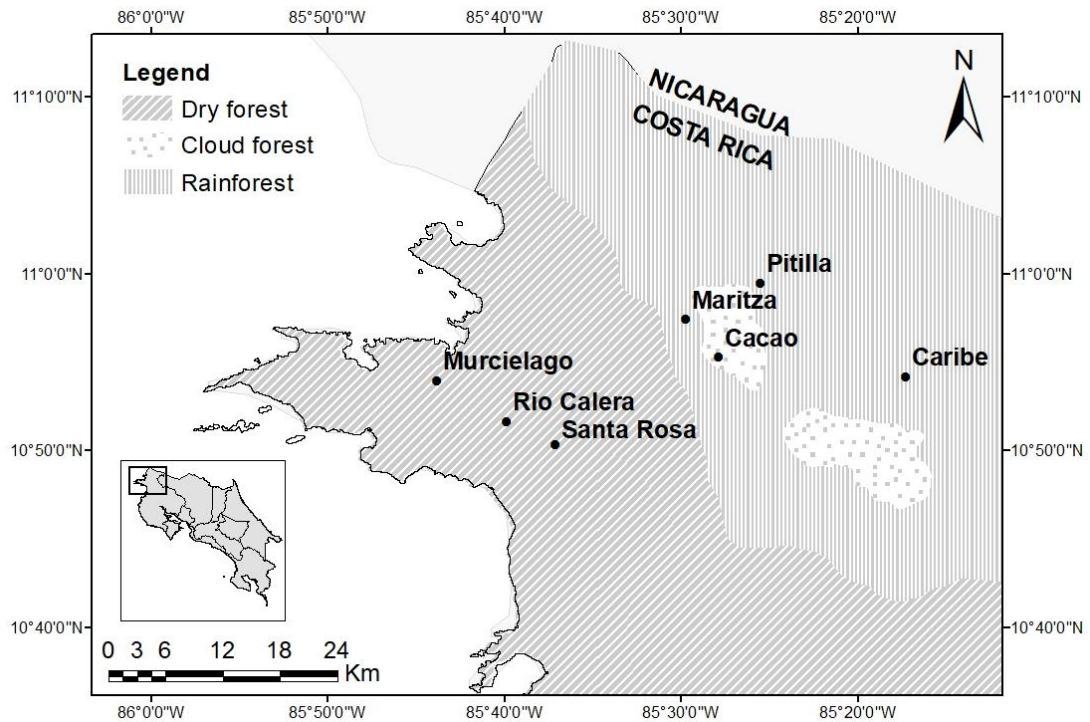 86°0'0"W 85°50'0"W 85°40'0"W 85°30'0"W 85°20'0"W
Legend
Dry forest
Cloud forest
Rainforest
N
NICARAGUA
COSTA RICA
11°10'0"N 11°10'0"N
11°0'0"N 11°0'0"N
Pitilla
Maritza
Cacao
Caribe
Murcielago
Rio Calera
Santa Rosa
10°50'0"N 10°50'0"N
10°40'0"N 10°40'0"N
0 3 6 12 18 24
Km
86°0'0"W 85°50'0"W 85°40'0"W 85°30'0"W 85°20'0"W